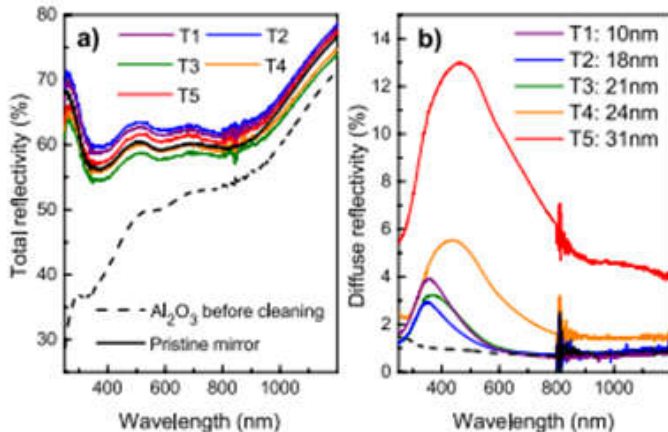 a)
T1 T2
T3 T4
T5
Total reflectivity (%)
80
70
60
50
40
30
Al2O3 before cleaning
Pristine mirror
400 600 800 1000
Wavelength (nm)
b)
T1: 10nm
T2: 18nm
T3: 21nm
T4: 24nm
T5: 31nm
Diffuse reflectivity (%)
14
12
10
8
6
4
2
0
400 600 800 1000
Wavelength (nm)